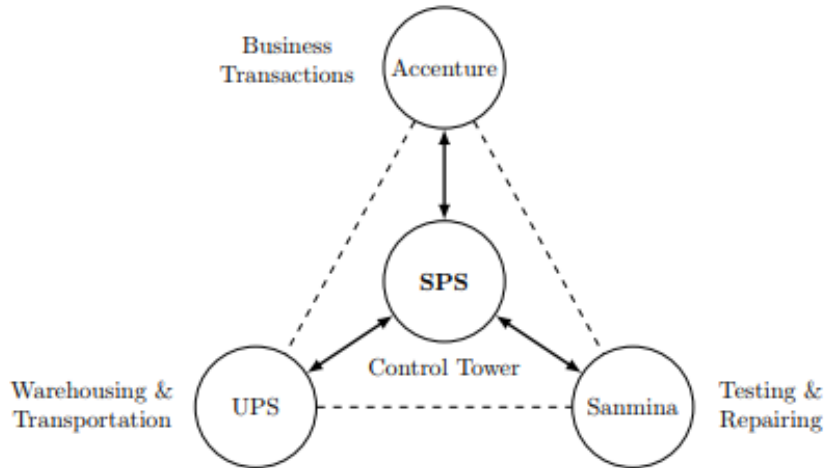 Business
Transactions
Accenture
SPS
Control Tower
Warehousing &
Transportation
UPS
Sanmina
Testing &
Repairing